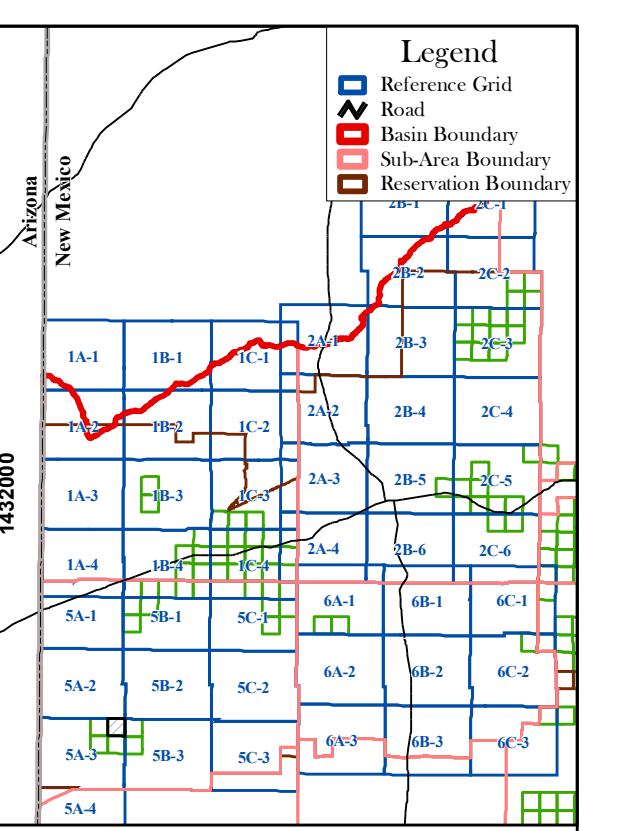 Legend
Reference Grid
Road
Basin Boundary
Sub-Area Boundary
Reservation Boundary
Arizona
New Mexico
1432000
2B-1 2C-1
2B-2 2C-2
2A-1 2B-3 2C-3
1A-1 1B-1 1C-1
2A-2 2B-4 2C-4
1A-2 1B-2 1C-2
2A-3 2B-5 2C-5
1A-3 1B-3 1C-3
2A-4 2B-6 2C-6
1A-4 1B-4 1C-4
6A-1 6B-1 6C-1
5A-1 5B-1 5C-1
6A-2 6B-2 6C-2
5A-2 5B-2 5C-2
6A-3 6B-3 6C-3
5A-3 5B-3 5C-3
5A-4